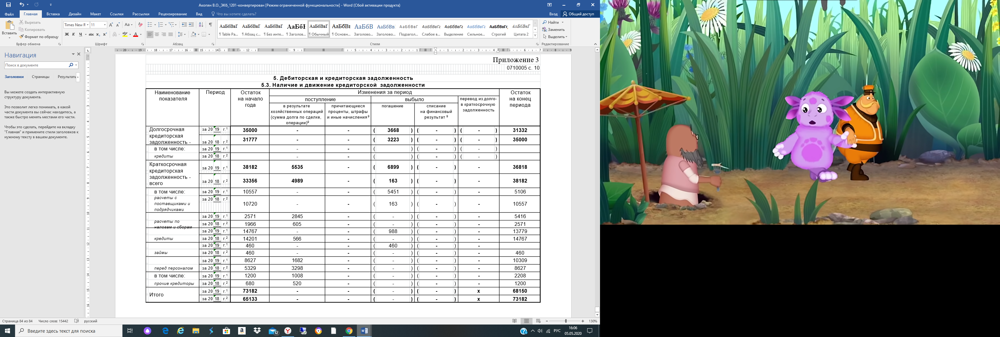 Акопян В.О._ЭКб_1201-конвертирован [Режим ограниченной функциональности] - Word (Сбой активации продукта)
Файл Главная Вставка Дизайн Макет Ссылки Рассылки Рецензирование Вид Что вы хотите сделать? Вход Общий доступ
Вставить
Вырезать
Копировать
Формат по образцу
Буфер обмена
Times New R 11
Ж К Ч abc x₂ x²
Шрифт
Абзац
АаБбВвГ АаБбВвГ АаБбВвГ АаБбІ АаБбВвГ АаБбВı АаБбВ АаБбВв АаБбВвГ АаБбВвГг АаБбВвГг АаБбВвГг АаБбВвГг, АаБбВвГ
¶ Table Pa... ¶ Абзац с... ¶ Без инте... ¶ Заголов... ¶ Обычный ¶ Основн... Заголово... Заголово... Подзагол... Слабое в... Выделение Сильное... Строгий Цитата 2
Стили
Найти
Заменить
Выделить
Редактирование
Навигация
Поиск в документе
Заголовки Страницы Результать
Вы можете создать интерактивную
структуру документа.
Это позволит легко понимать, в какой
части документа вы сейчас находитесь, а
также быстро менять местами его части.
Чтобы это сделать, перейдите на вкладку
"Главная" и примените стили заголовков к
нужному тексту в вашем документе.
Приложение 3
0710005 с. 10
5. Дебиторская и кредиторская задолженность
5.3. Наличие и движение кредиторской задолженности
Наименование показателя Период Остаток на начало года Изменения за период Остаток на конец периода
поступление выбыло перевод из долго- в краткосрочную задолженность
в результате хозяйственных операций (сумма долга по сделке, операции)⁹ причитающиеся проценты, штрафы и иные начисления⁹ погашение списание на финансовый результат ⁹
Долгосрочная кредиторская задолженность -
за 20 19 г.¹ 35000 - - ( 3668 ) ( - ) ( - ) 31332
за 20 18 г.² 31777 - - ( 3223 ) ( - ) ( - ) 35000
в том числе: за 20 19 г.¹ - - ( ) ( - ) ( - )
кредиты за 20 18 г.² - - ( ) ( - ) ( - )
Краткосрочная кредиторская задолженность - всего
за 20 19 г.¹ 38182 5535 - ( 6899 ) ( - ) - 36818
за 20 18 г.² 33356 4989 - ( 163 ) ( - ) - 38182
в том числе: за 20 19 г.¹ 10557 - - ( 5451 ) ( - ) - 5106
расчеты с поставщиками и подрядчиками за 20 18 г.² 10720 - - ( 163 ) ( - ) - 10557
за 20 19 г.¹ 2571 2845 - ( - ) ( - ) - 5416
расчеты по налогам и сборам за 20 18 г.² 1966 605 - ( - ) ( - ) - 2571
за 20 19 г.¹ 14767 - - ( 988 ) ( - ) - 13779
кредиты за 20 18 г.² 14201 566 - ( - ) ( - ) - 14767
за 20 19 г.¹ 460 - - ( 460 ) ( - ) -
займы за 20 18 г.² 460 - - ( - ) ( - ) - 460
за 20 19 г.¹ 8627 1682 - ( - ) ( - ) - 10309
перед персоналом за 20 18 г.² 5329 3298 - ( - ) ( - ) - 8627
в том числе: за 20 19 г.¹ 1200 1008 - ( - ) ( - ) - 2208
прочие кредиторы за 20 18 г.² 680 520 - ( - ) ( - ) - 1200
Итого за 20 19 г.¹ 73182 - - ( - ) ( - ) х 68150
за 20 18 г.² 65133 - - ( - ) ( - ) х 73182
Страница 84 из 84 Число слов: 15442 русский 130%
Введите здесь текст для поиска
12
РУС
16:06
05.05.2020